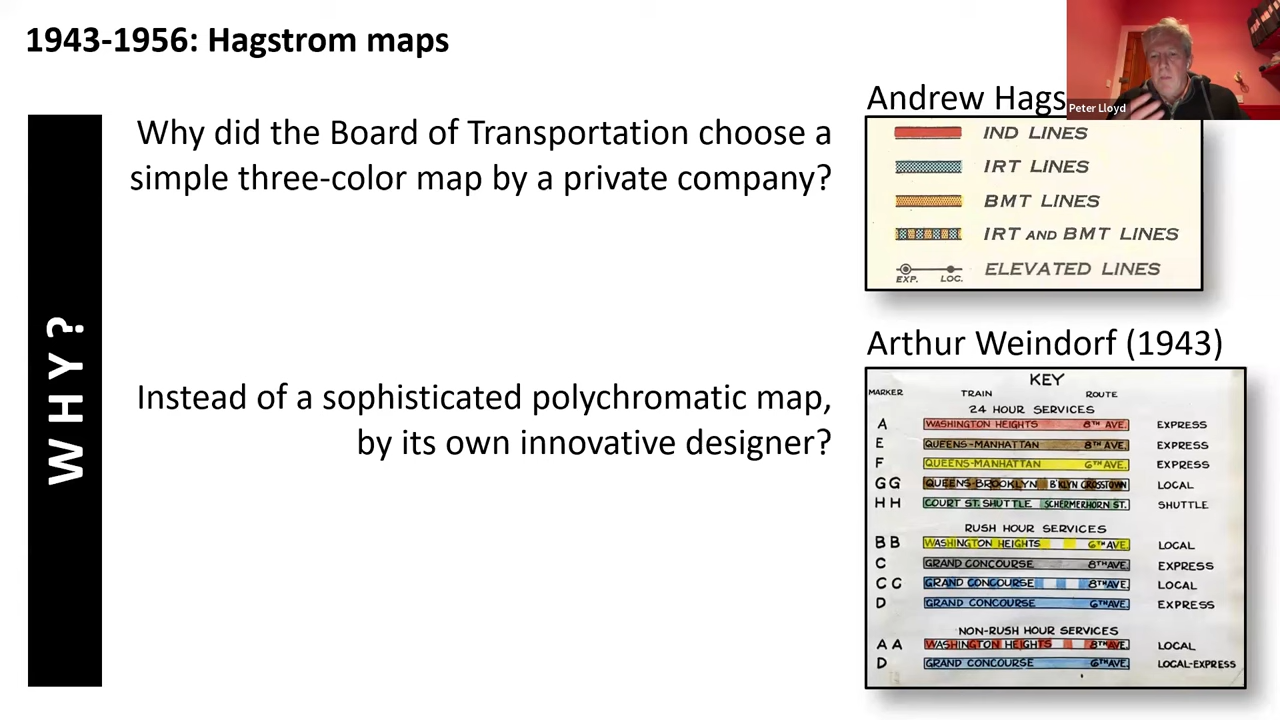 1943-1956: Hagstrom maps
WHY?
Why did the Board of Transportation choose a
simple three-color map by a private company?
Instead of a sophisticated polychromatic map,
by its own innovative designer?
Andrew Hags
Peter Lloyd
IND LINES
IRT LINES
BMT LINES
IRT AND BMT LINES
ELEVATED LINES
EXP. LOC.
Arthur Weindorf (1943)
KEY
MARKER TRAIN ROUTE
24 HOUR SERVICES
A WASHINGTON HEIGHTS 8TH AVE. EXPRESS
E QUEENS-MANHATTAN 8TH AVE. EXPRESS
F QUEENS-MANHATTAN 6TH AVE. EXPRESS
GG QUEENS-BROOKLYN B'KLYN CROSSTOWN LOCAL
HH COURT ST. SHUTTLE SCHERMERHORN ST. SHUTTLE
RUSH HOUR SERVICES
BB WASHINGTON HEIGHTS 6TH AVE. LOCAL
C GRAND CONCOURSE 8TH AVE. EXPRESS
CC GRAND CONCOURSE 8TH AVE. LOCAL
D GRAND CONCOURSE 6TH AVE. EXPRESS
NON-RUSH HOUR SERVICES
AA WASHINGTON HEIGHTS 8TH AVE. LOCAL
D GRAND CONCOURSE 6TH AVE. LOCAL-EXPRESS